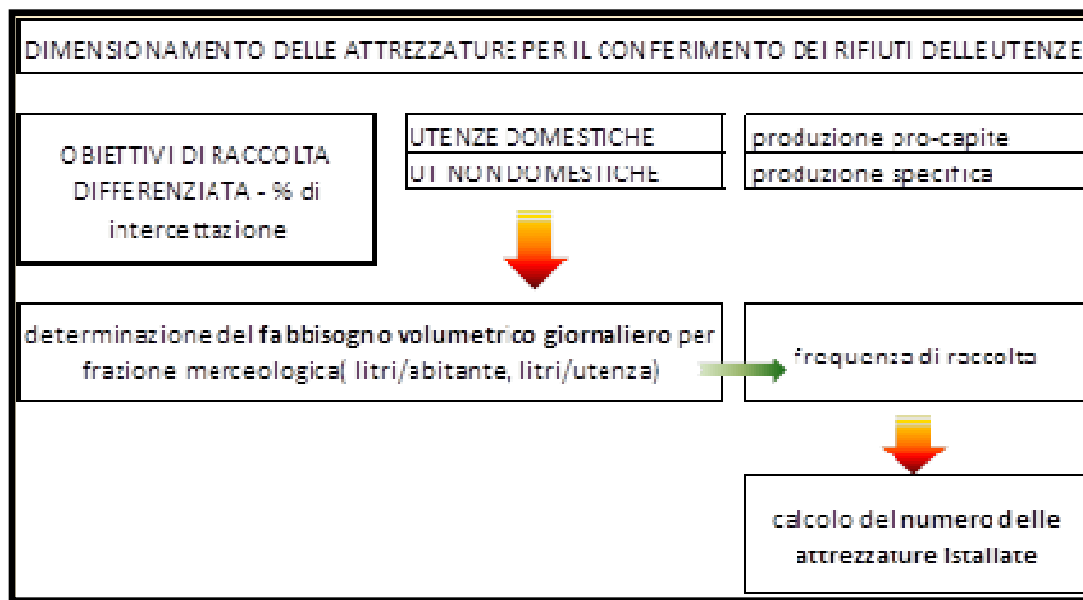 DIMENSIONAMENTO DELLE ATTREZZATURE PER IL CONFERIMENTO DEI RIFIUTI DELLE UTENZE
OBIETTIVI DI RACCOLTA
DIFFERENZIATA - % di
intercettazione
UTENZE DOMESTICHE
produzione pro-capite
UT NON DOMESTICHE
produzione specifica
determinazione del fabbisogno volumetrico giornaliero per
frazione merceologica( litri/abitante, litri/utenza)
frequenza di raccolta
calcolo del numero delle
attrezzature Istallate